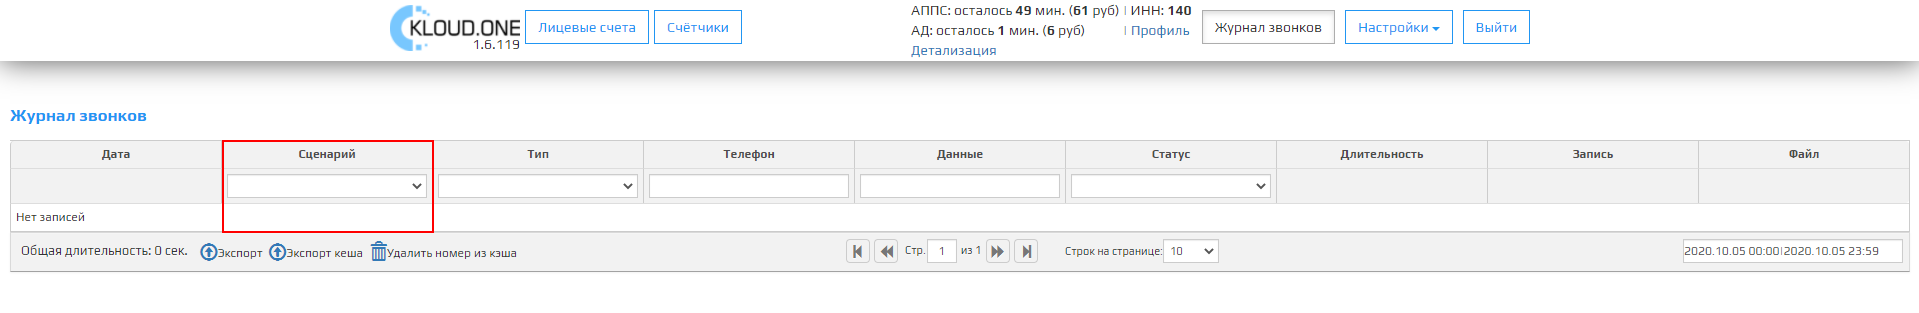 KLOUD.ONE
1.6.119
Лицевые счета
Счётчики
АППС: осталось 49 мин. (61 руб) | ИНН: 140
АД: осталось 1 мин. (6 руб) | Профиль
Детализация
Журнал звонков
Настройки
Выйти
Журнал звонков
Дата Сценарий Тип Телефон Данные Статус Длительность Запись Файл
Нет записей
Общая длительность: 0 сек. Экспорт Экспорт кеша Удалить номер из кэша Стр. 1 из 1 Строк на странице: 10 2020.10.05 00:00|2020.10.05 23:59